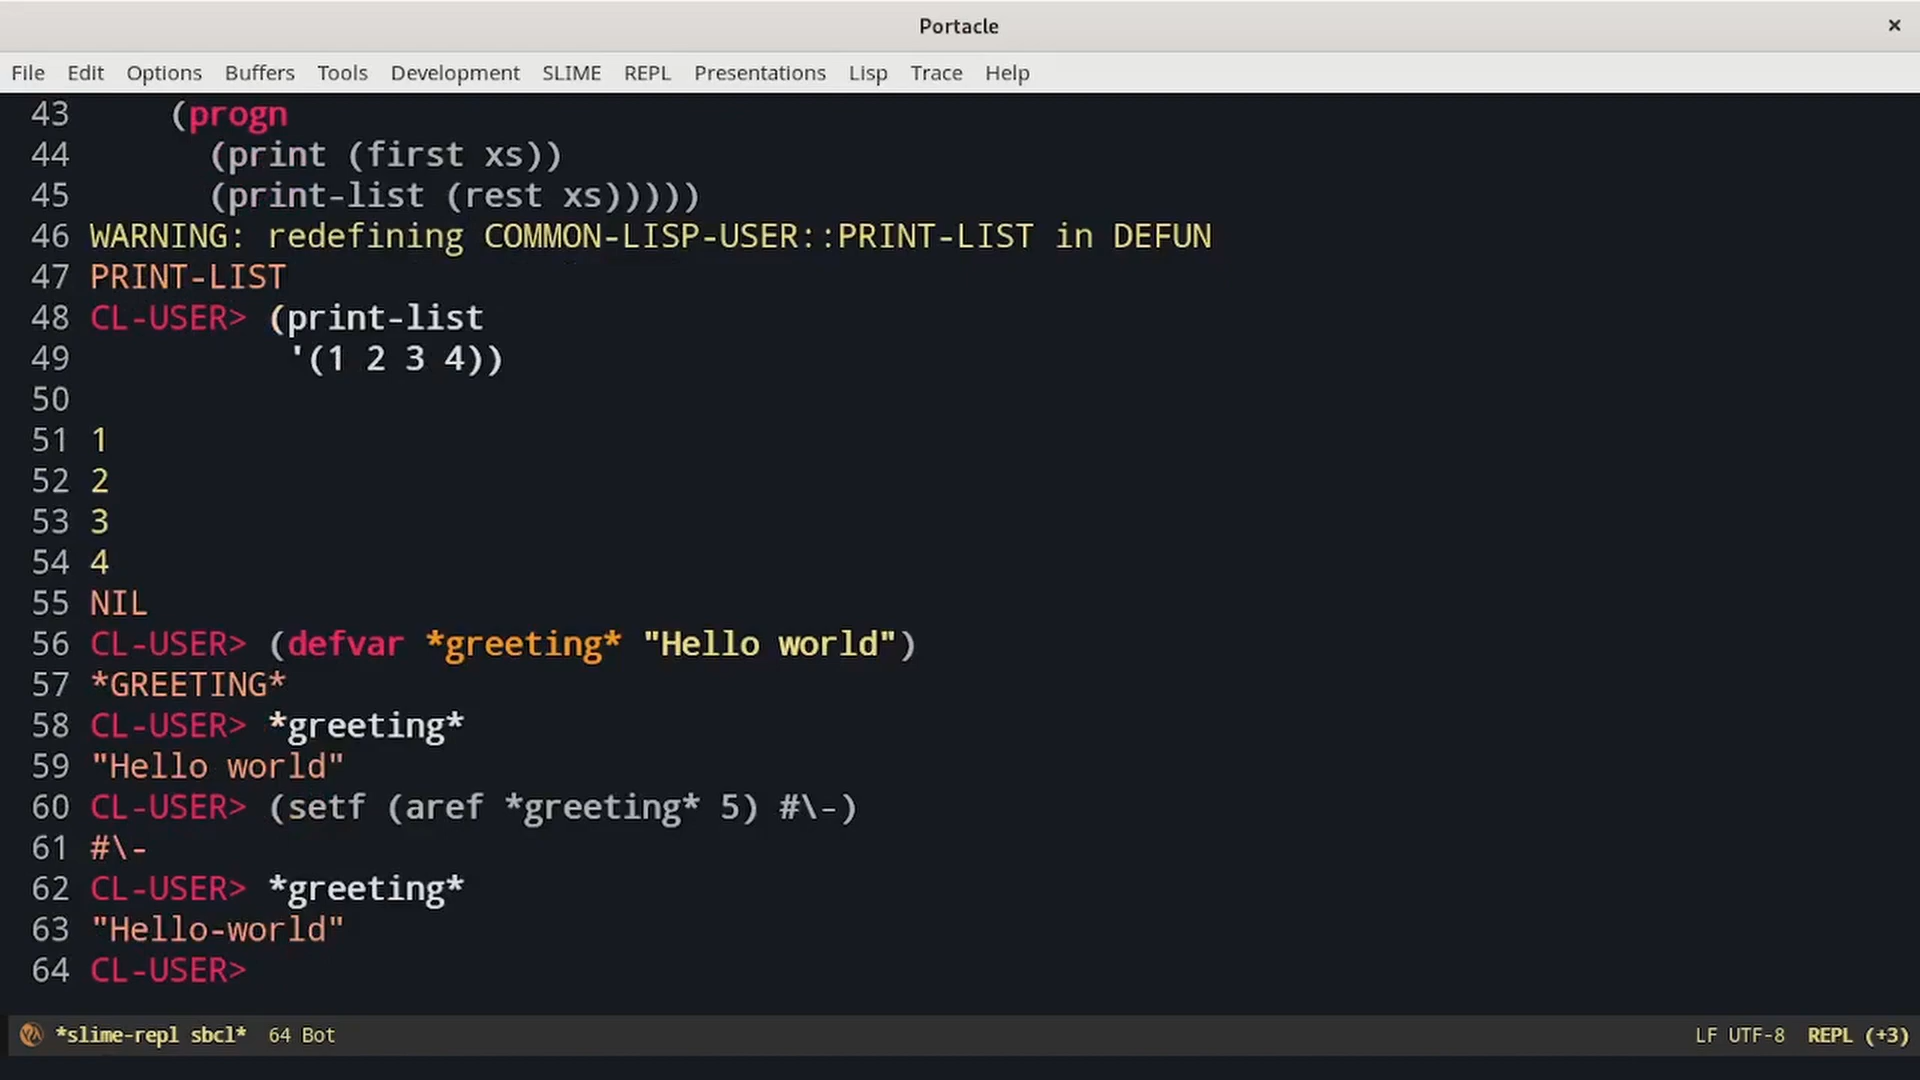 Portacle ×
File Edit Options Buffers Tools Development SLIME REPL Presentations Lisp Trace Help
43     (progn
44       (print (first xs))
45       (print-list (rest xs)))))
46 WARNING: redefining COMMON-LISP-USER::PRINT-LIST in DEFUN
47 PRINT-LIST
48 CL-USER> (print-list
49           '(1 2 3 4))
50
51 1
52 2
53 3
54 4
55 NIL
56 CL-USER> (defvar *greeting* "Hello world")
57 *GREETING*
58 CL-USER> *greeting*
59 "Hello world"
60 CL-USER> (setf (aref *greeting* 5) #\-)
61 #\-
62 CL-USER> *greeting*
63 "Hello-world"
64 CL-USER>
*slime-repl sbcl* 64 Bot LF UTF-8 REPL (+3)